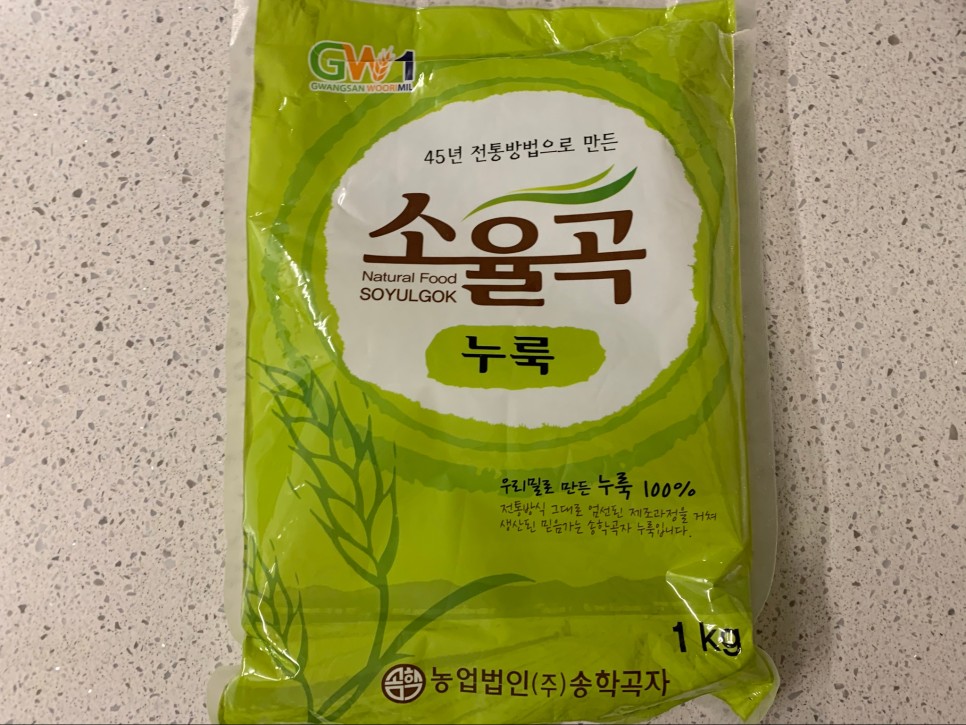 GW1
GWANGSAN WOORIMIL
45년 전통방법으로 만든
소율곡
Natural Food
SOYULGOK
누룩
우리밀로 만든 누룩 100%
전통방식 그대로 엄선된 제조과정을 거쳐
생산된 믿음가는 송학곡자 누룩입니다.
1 kg
농업법인(주)송학곡자